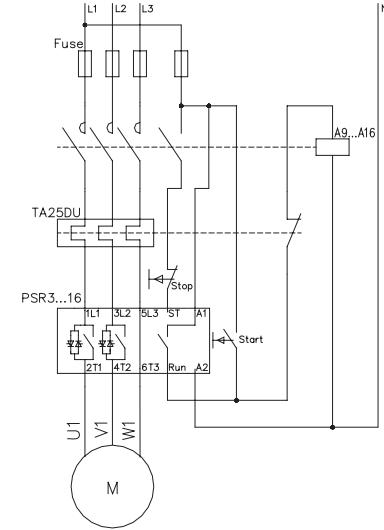 L1 L2 L3 N
Fuse
A9...A16
TA25DU
Stop
PSR3...16
1L1 3L2 5L3 ST A1
Start
2T1 4T2 6T3 Run A2
U1 V1 W1
M